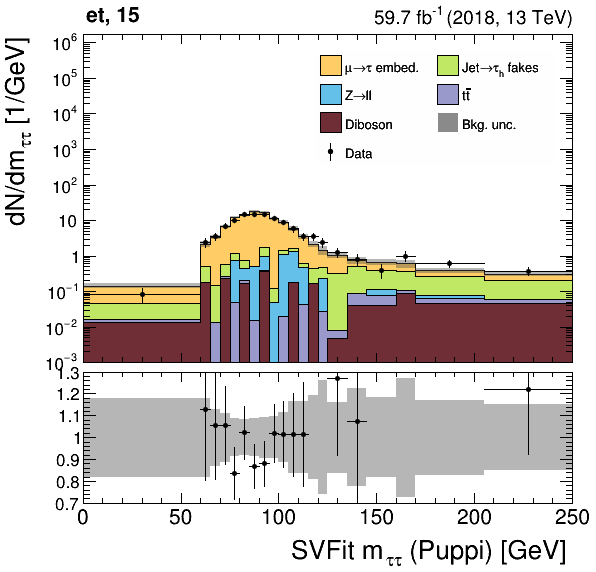 et, 15
59.7 fb⁻¹ (2018, 13 TeV)
dN/dm_ττ [1/GeV]
10⁶
10⁵
10⁴
10³
10²
10
1
10⁻¹
10⁻²
10⁻³
μ→τ embed.
Jet→τ_h fakes
Z→ll
tt̄
Diboson
Bkg. unc.
Data
1.3
1.2
1.1
1
0.9
0.8
0.7
0 50 100 150 200 250
SVFit m_ττ (Puppi) [GeV]